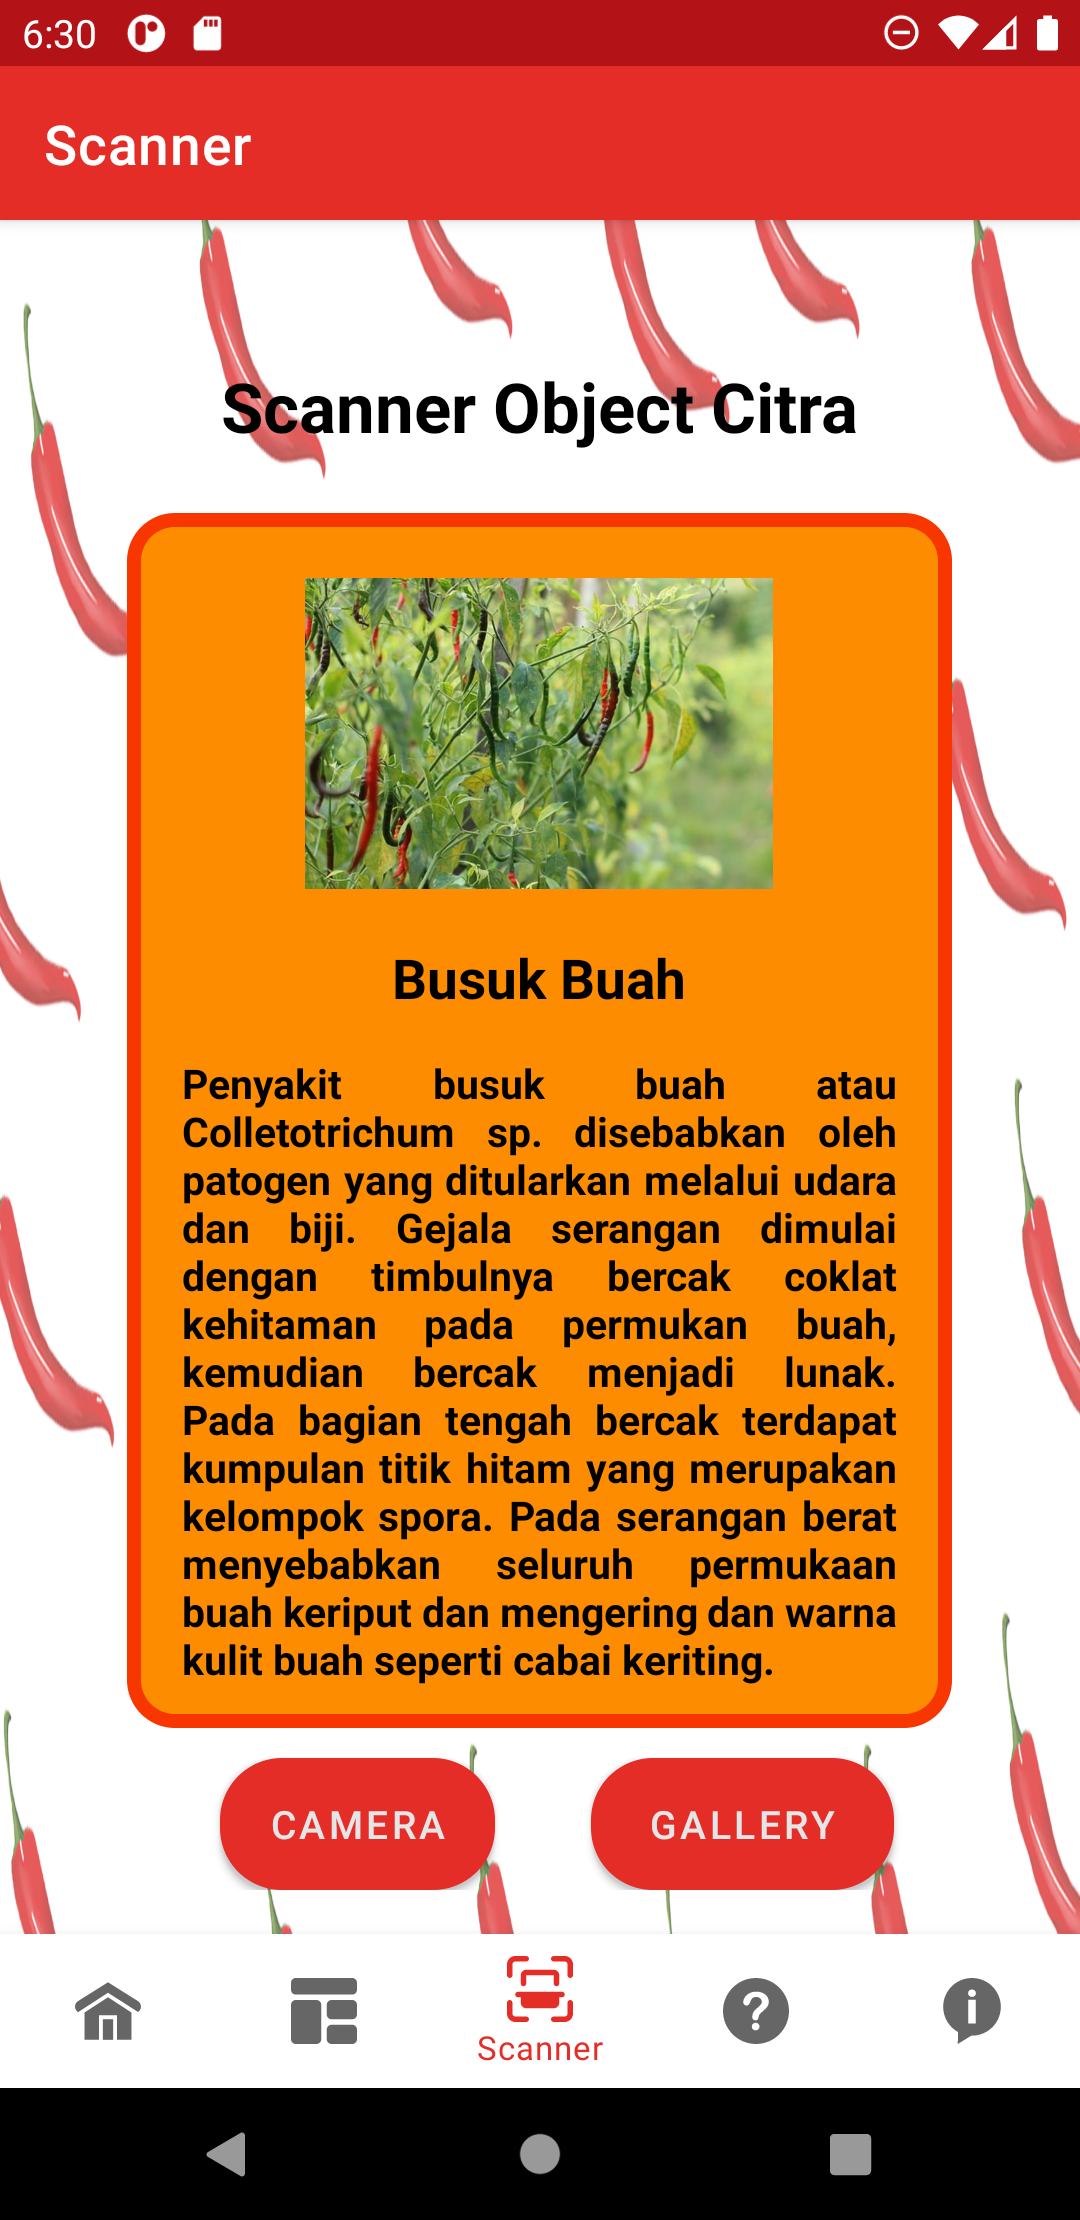 6:30
Scanner
Scanner Object Citra
Busuk Buah
Penyakit busuk buah atau
Colletotrichum sp. disebabkan oleh
patogen yang ditularkan melalui udara
dan biji. Gejala serangan dimulai
dengan timbulnya bercak coklat
kehitaman pada permukan buah,
kemudian bercak menjadi lunak.
Pada bagian tengah bercak terdapat
kumpulan titik hitam yang merupakan
kelompok spora. Pada serangan berat
menyebabkan seluruh permukaan
buah keriput dan mengering dan warna
kulit buah seperti cabai keriting.
CAMERA GALLERY
Scanner